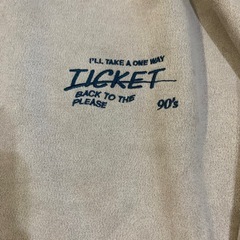 I'LL TAKE A ONE WAY
TICKET
BACK TO THE
PLEASE 90's